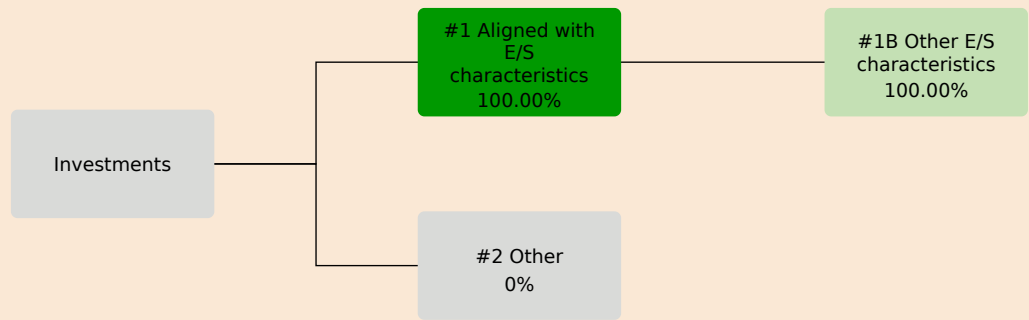 #1 Aligned with
E/S
characteristics
100.00%
#1B Other E/S
characteristics
100.00%
Investments
#2 Other
0%